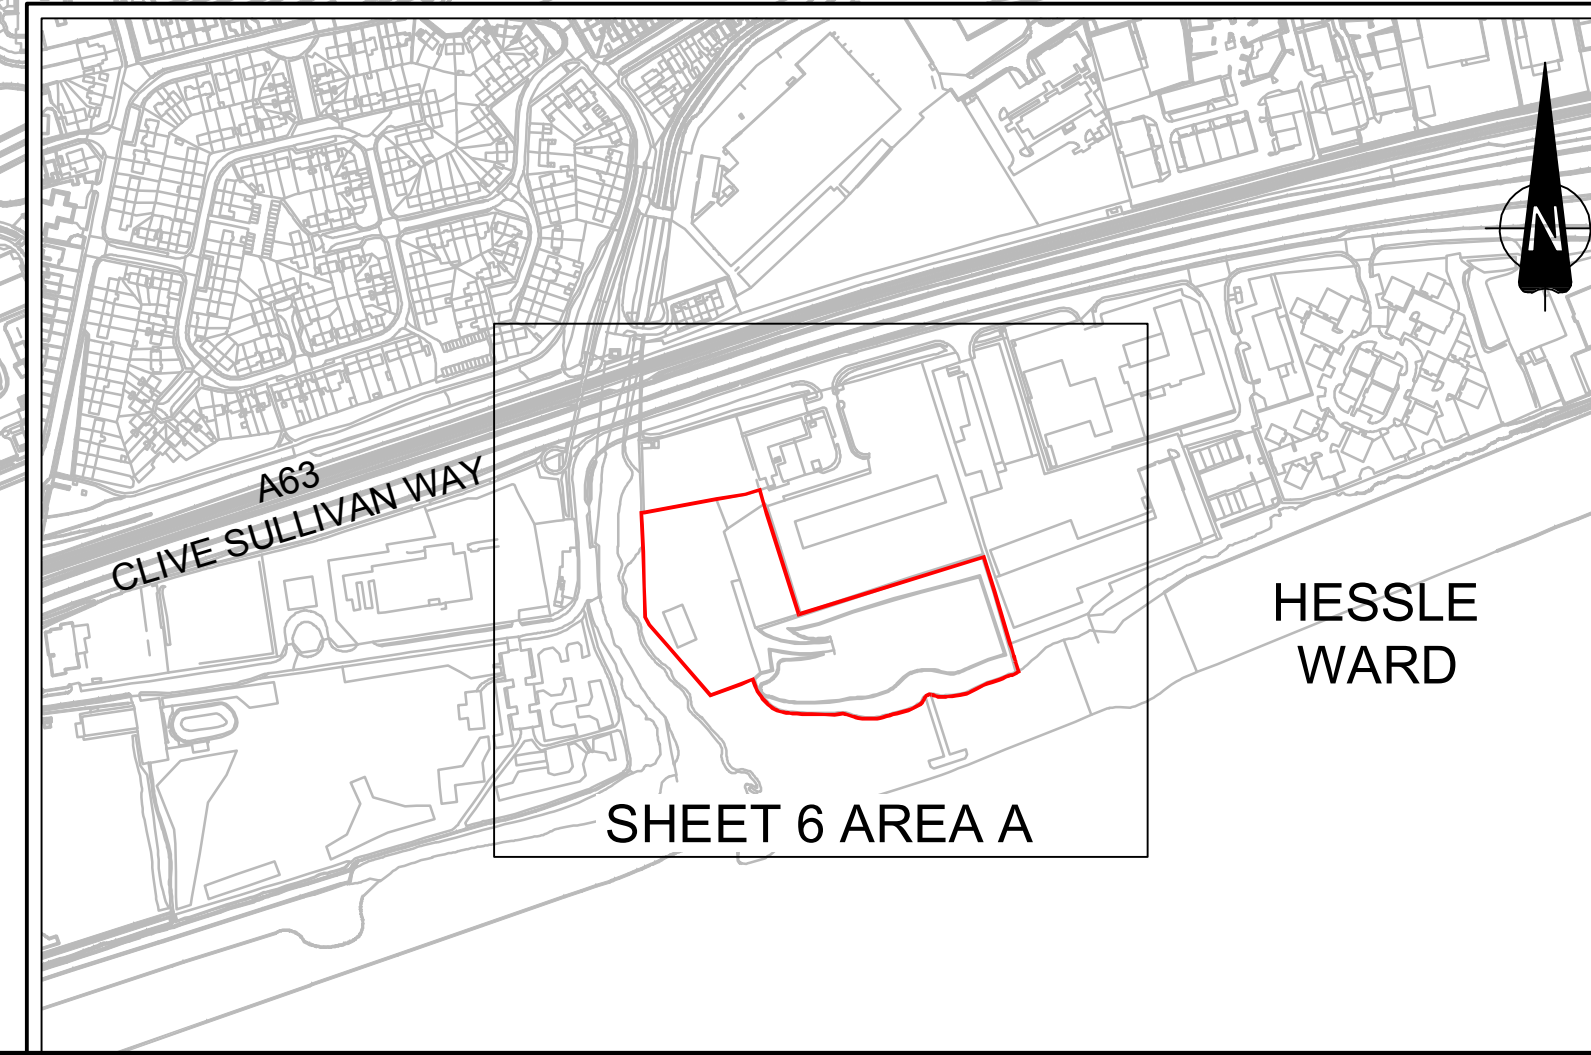 N
A63
CLIVE SULLIVAN WAY
HESSLE
WARD
SHEET 6 AREA A